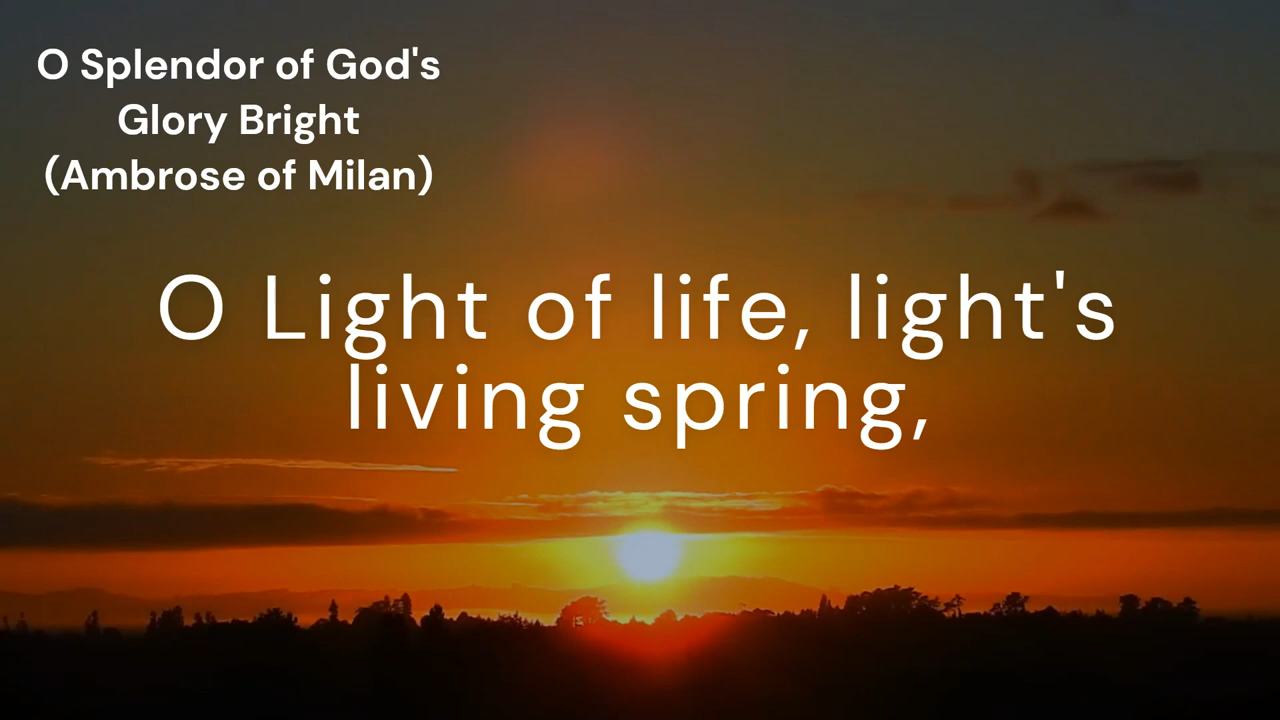 O Splendor of God's
Glory Bright
(Ambrose of Milan)
O Light of life, light's
living spring,